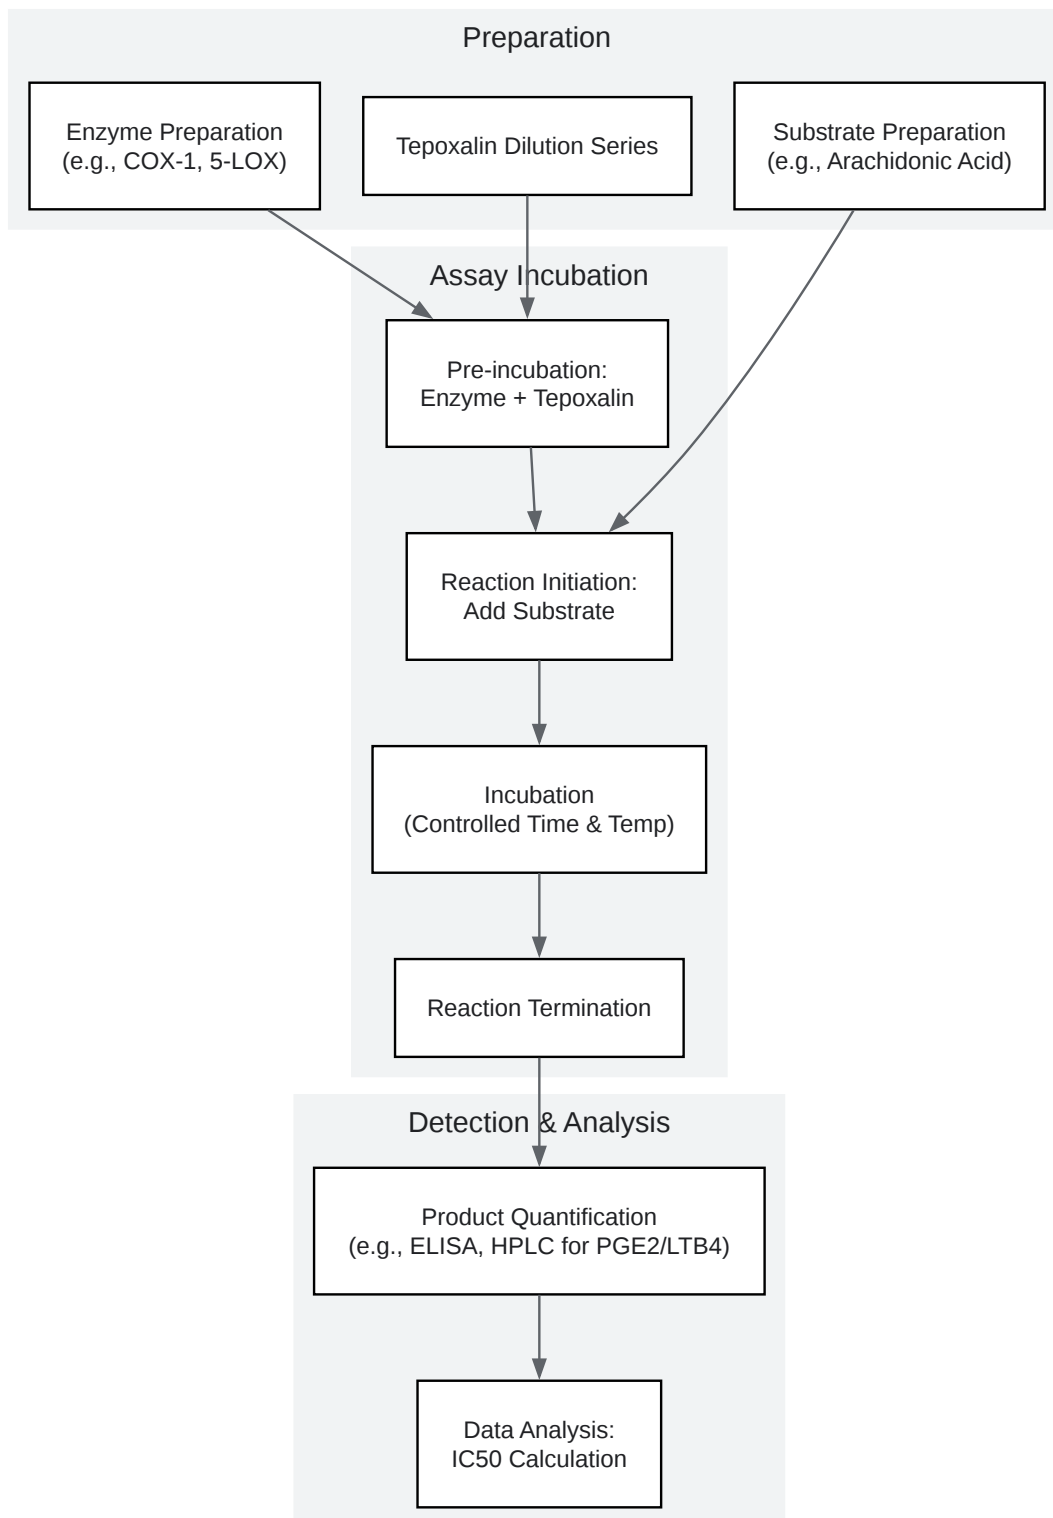 Preparation
Enzyme Preparation
(e.g., COX-1, 5-LOX)
Tepoxalin Dilution Series
Substrate Preparation
(e.g., Arachidonic Acid)
Assay Incubation
Pre-incubation:
Enzyme + Tepoxalin
Reaction Initiation:
Add Substrate
Incubation
(Controlled Time & Temp)
Reaction Termination
Detection & Analysis
Product Quantification
(e.g., ELISA, HPLC for PGE2/LTB4)
Data Analysis:
IC50 Calculation